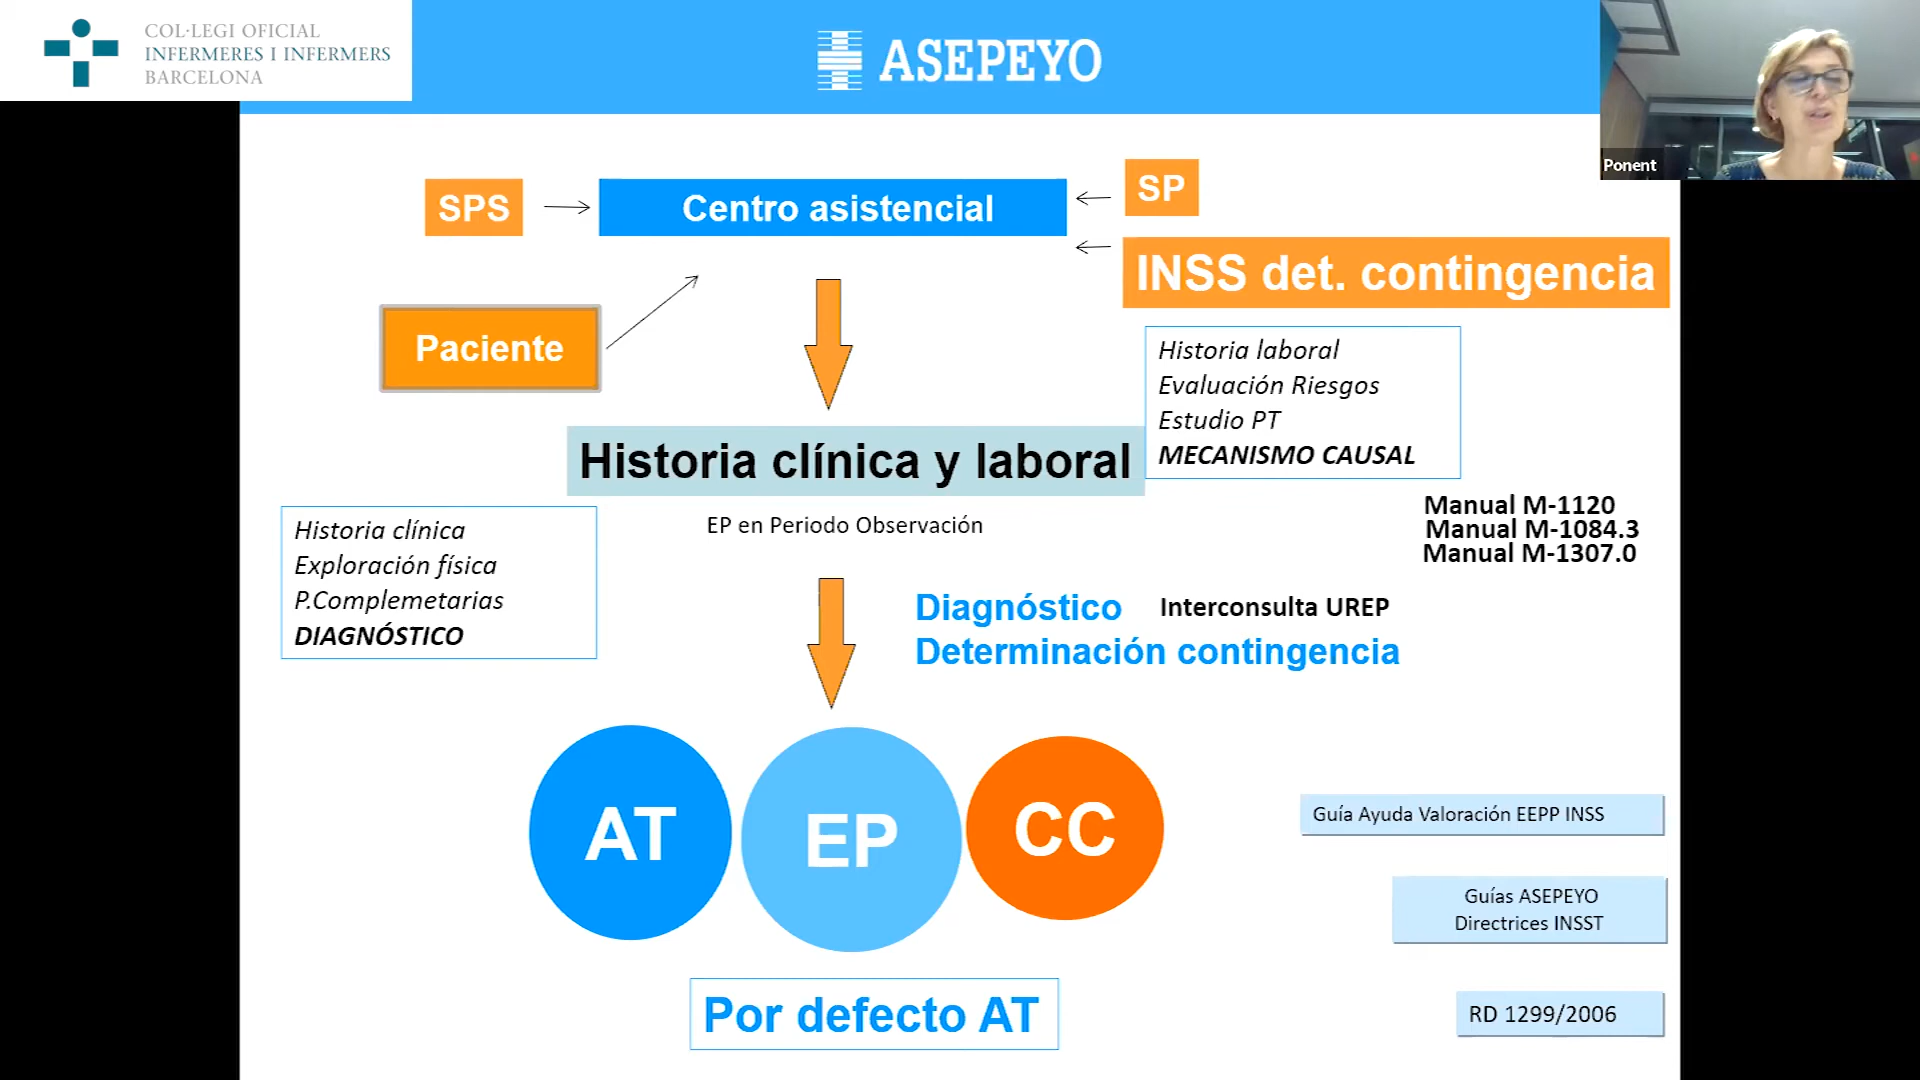 COL·LEGI OFICIAL
INFERMERES I INFERMERS
BARCELONA
ASEPEYO
Ponent
SPS
Centro asistencial
SP
INSS det. contingencia
Paciente
Historia laboral
Evaluación Riesgos
Estudio PT
MECANISMO CAUSAL
Historia clínica y laboral
EP en Periodo Observación
Manual M-1120
Manual M-1084.3
Manual M-1307.0
Historia clínica
Exploración física
P.Complemetarias
DIAGNÓSTICO
Diagnóstico
Interconsulta UREP
Determinación contingencia
AT
EP
CC
Guía Ayuda Valoración EEPP INSS
Guías ASEPEYO
Directrices INSST
Por defecto AT
RD 1299/2006